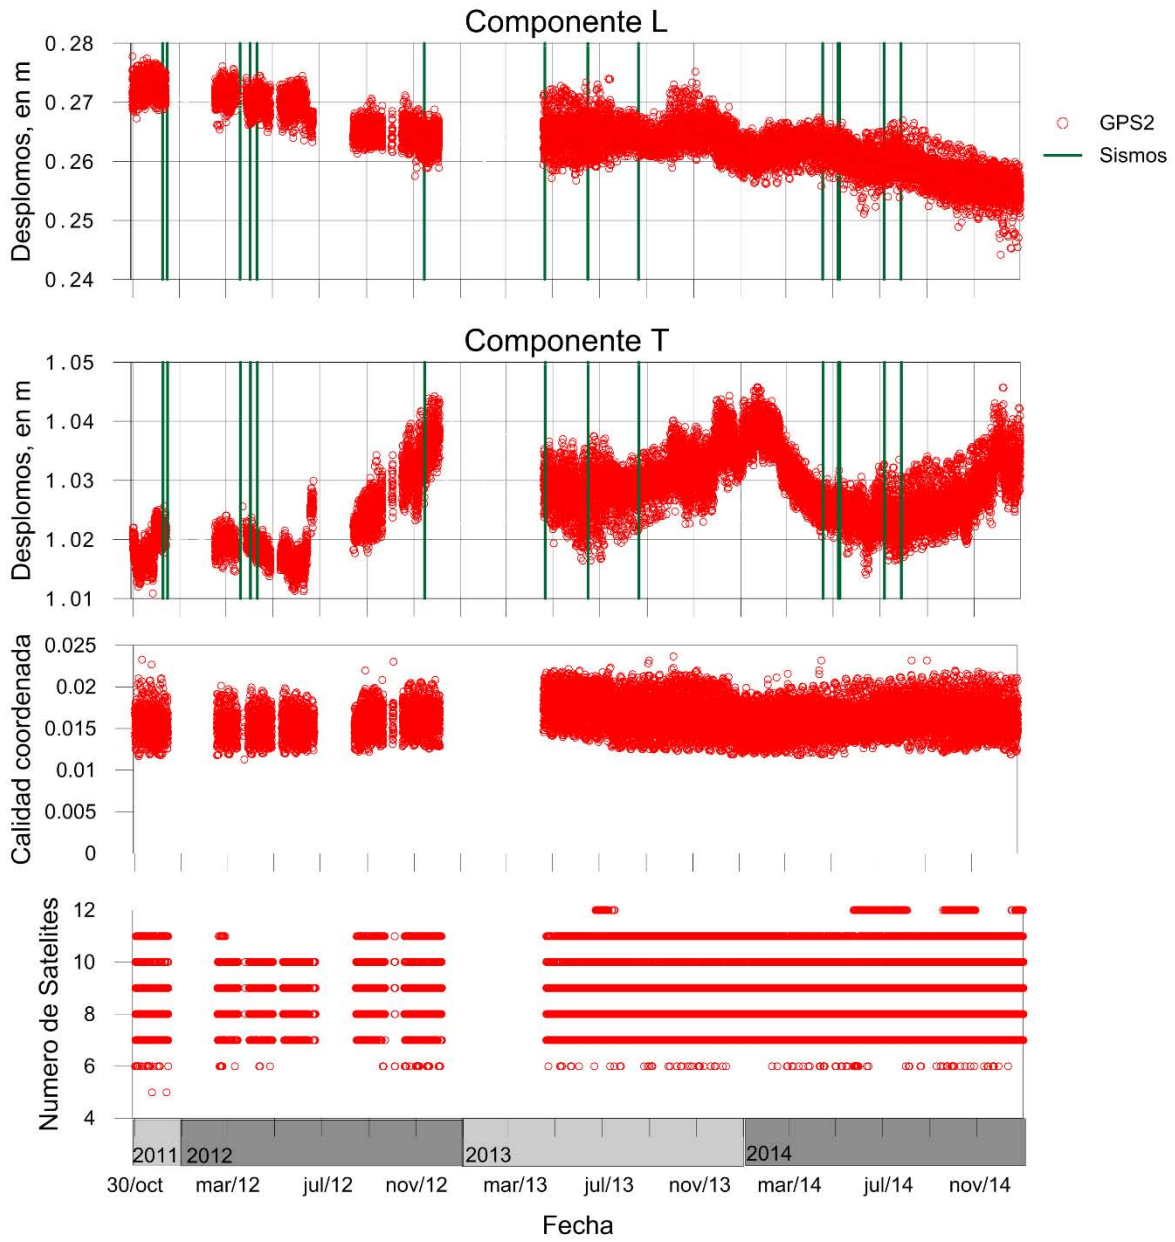 Componente L
Desplomos, en m
0.28
0.27
0.26
0.25
0.24
GPS2
Sismos
Componente T
Desplomos, en m
1.05
1.04
1.03
1.02
1.01
Calidad coordenada
0.025
0.02
0.015
0.01
0.005
0
Numero de Satelites
12
10
8
6
4
2011 2012 2013 2014
30/oct mar/12 jul/12 nov/12 mar/13 jul/13 nov/13 mar/14 jul/14 nov/14
Fecha